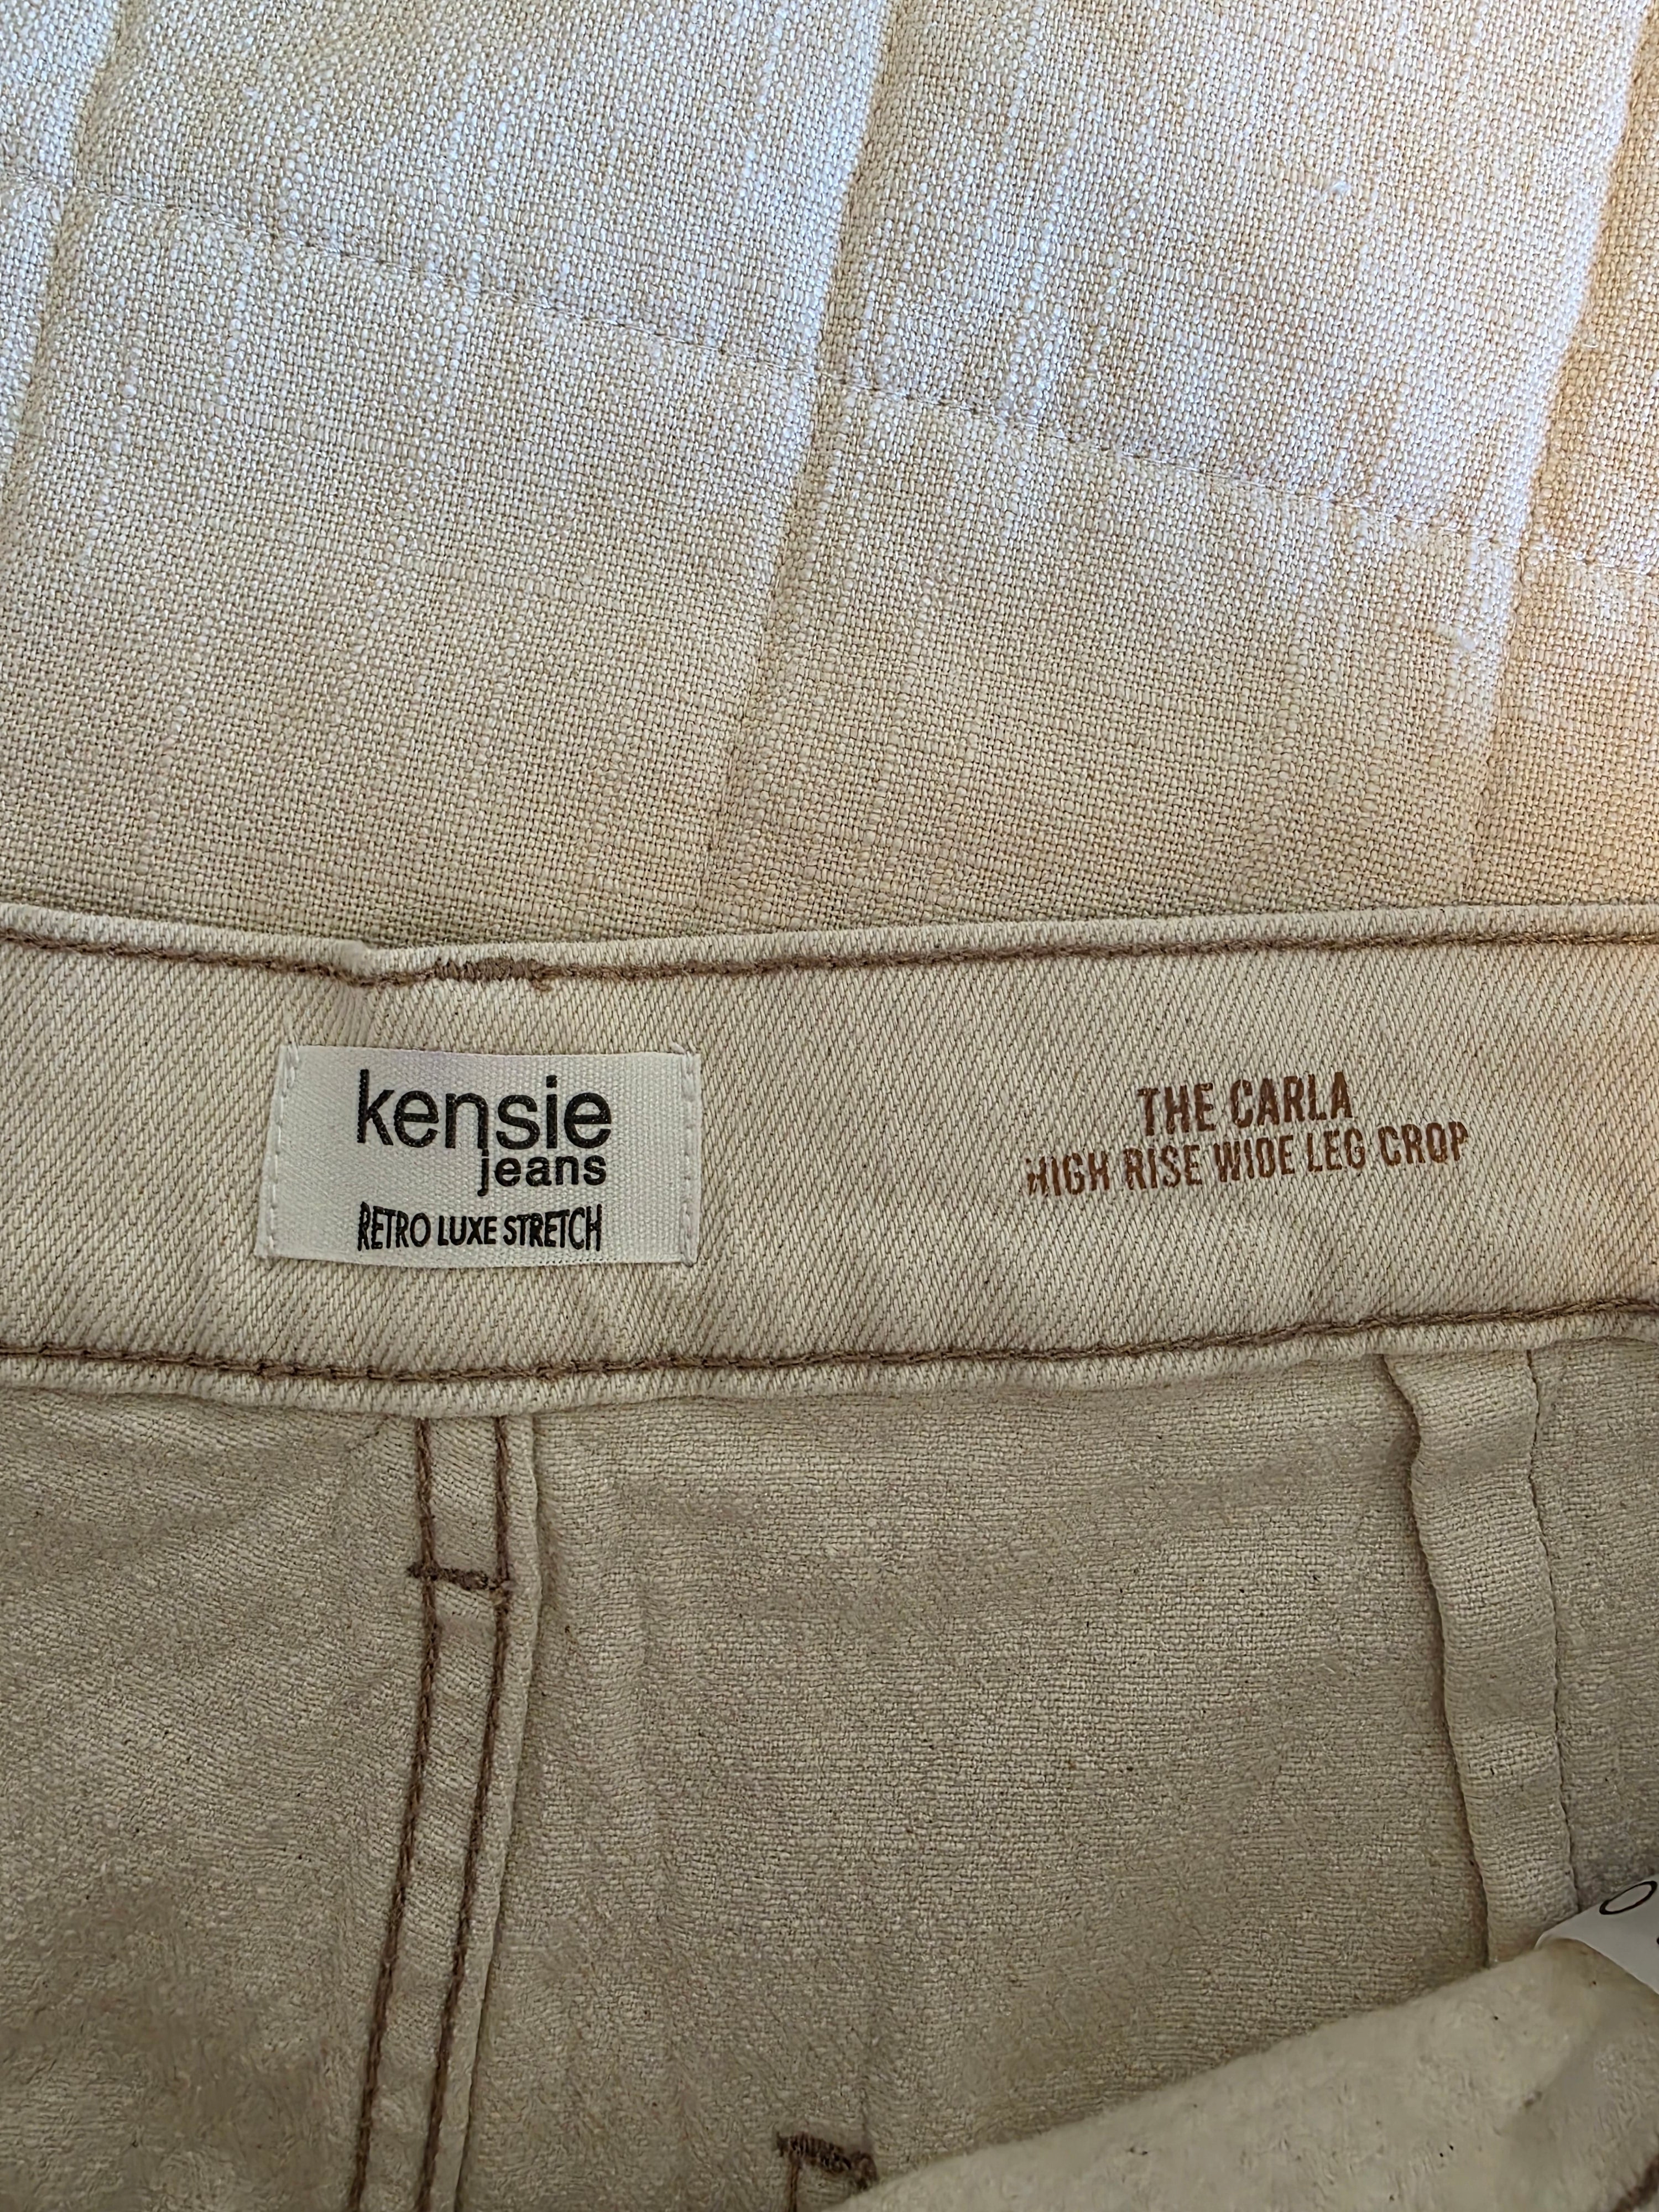 kensie
jeans
RETRO LUXE STRETCH
THE CARLA
HIGH RISE WIDE LEG CROP